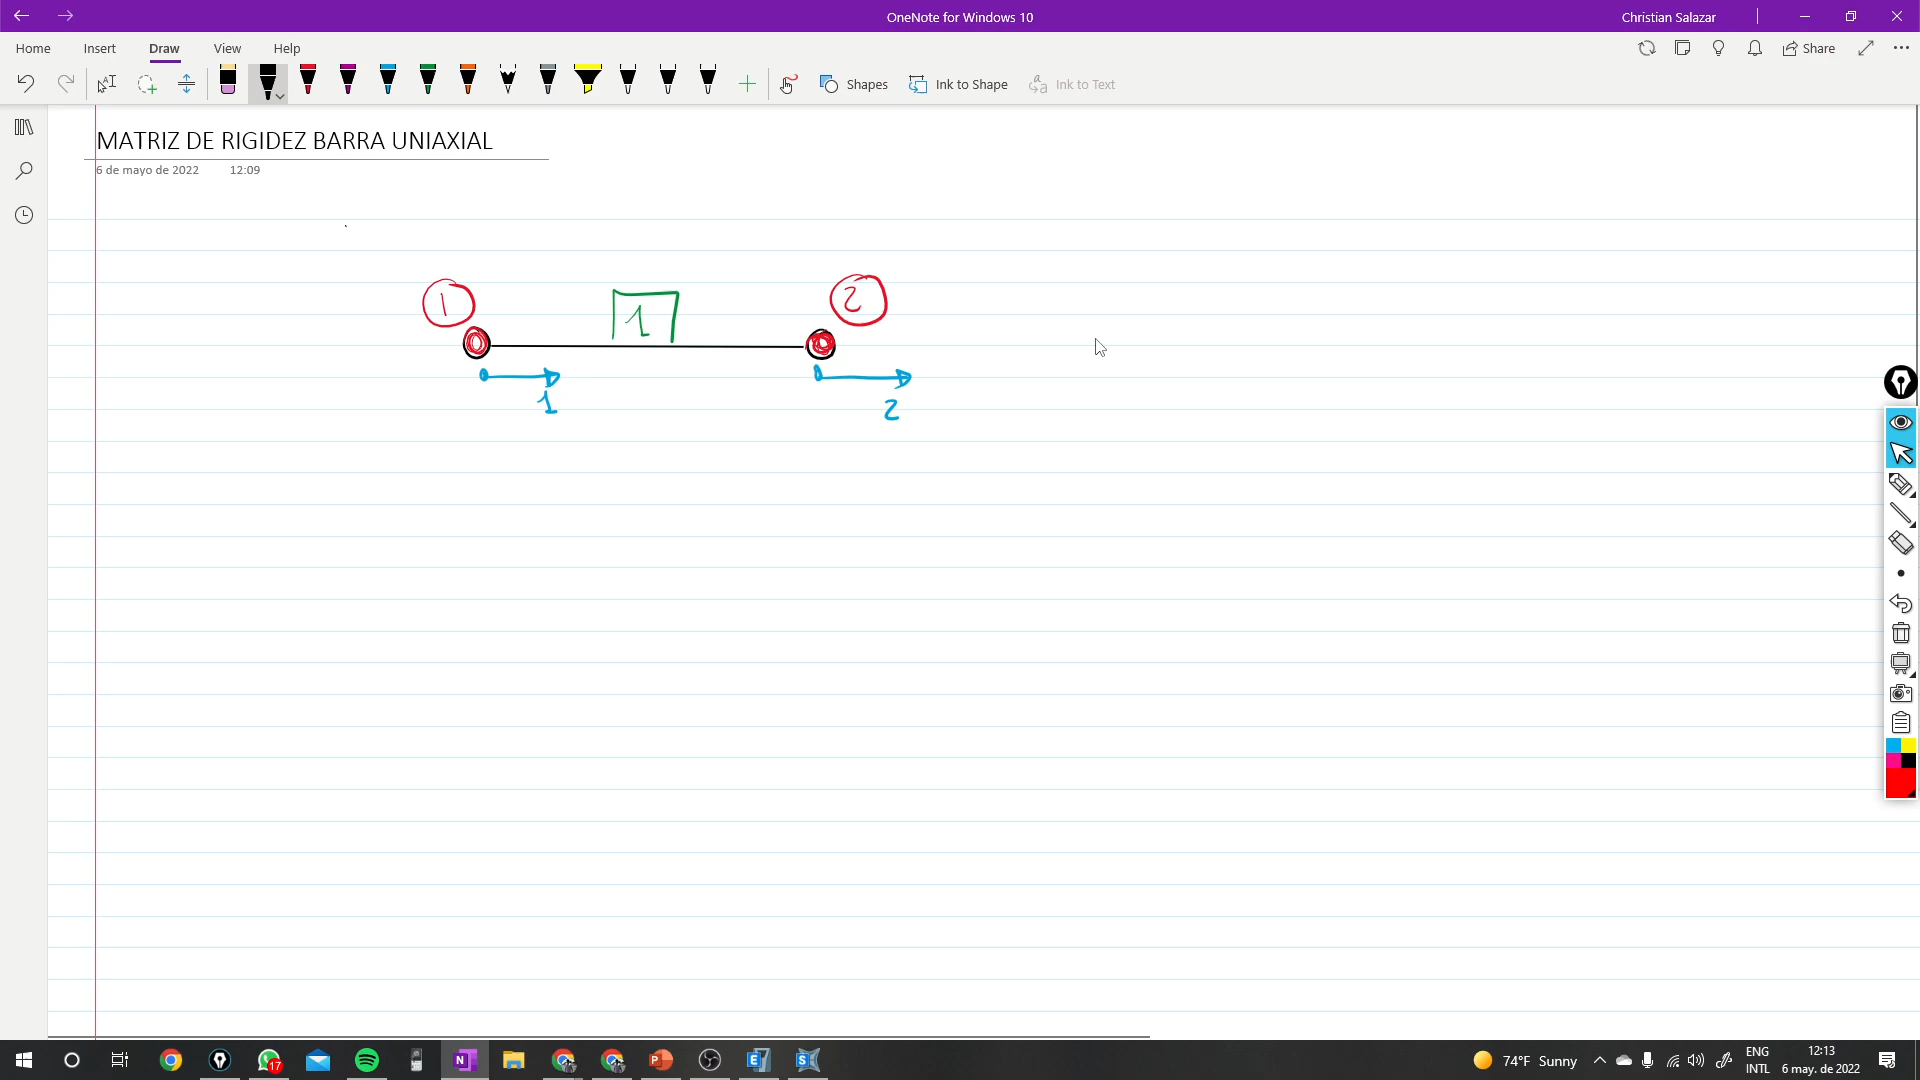 OneNote for Windows 10
Christian Salazar
Home Insert Draw View Help
Share
Shapes Ink to Shape Ink to Text
MATRIZ DE RIGIDEZ BARRA UNIAXIAL
6 de mayo de 2022 12:09
1 1 2
1 2
17
74°F Sunny
ENG
INTL
12:13
6 may. de 2022